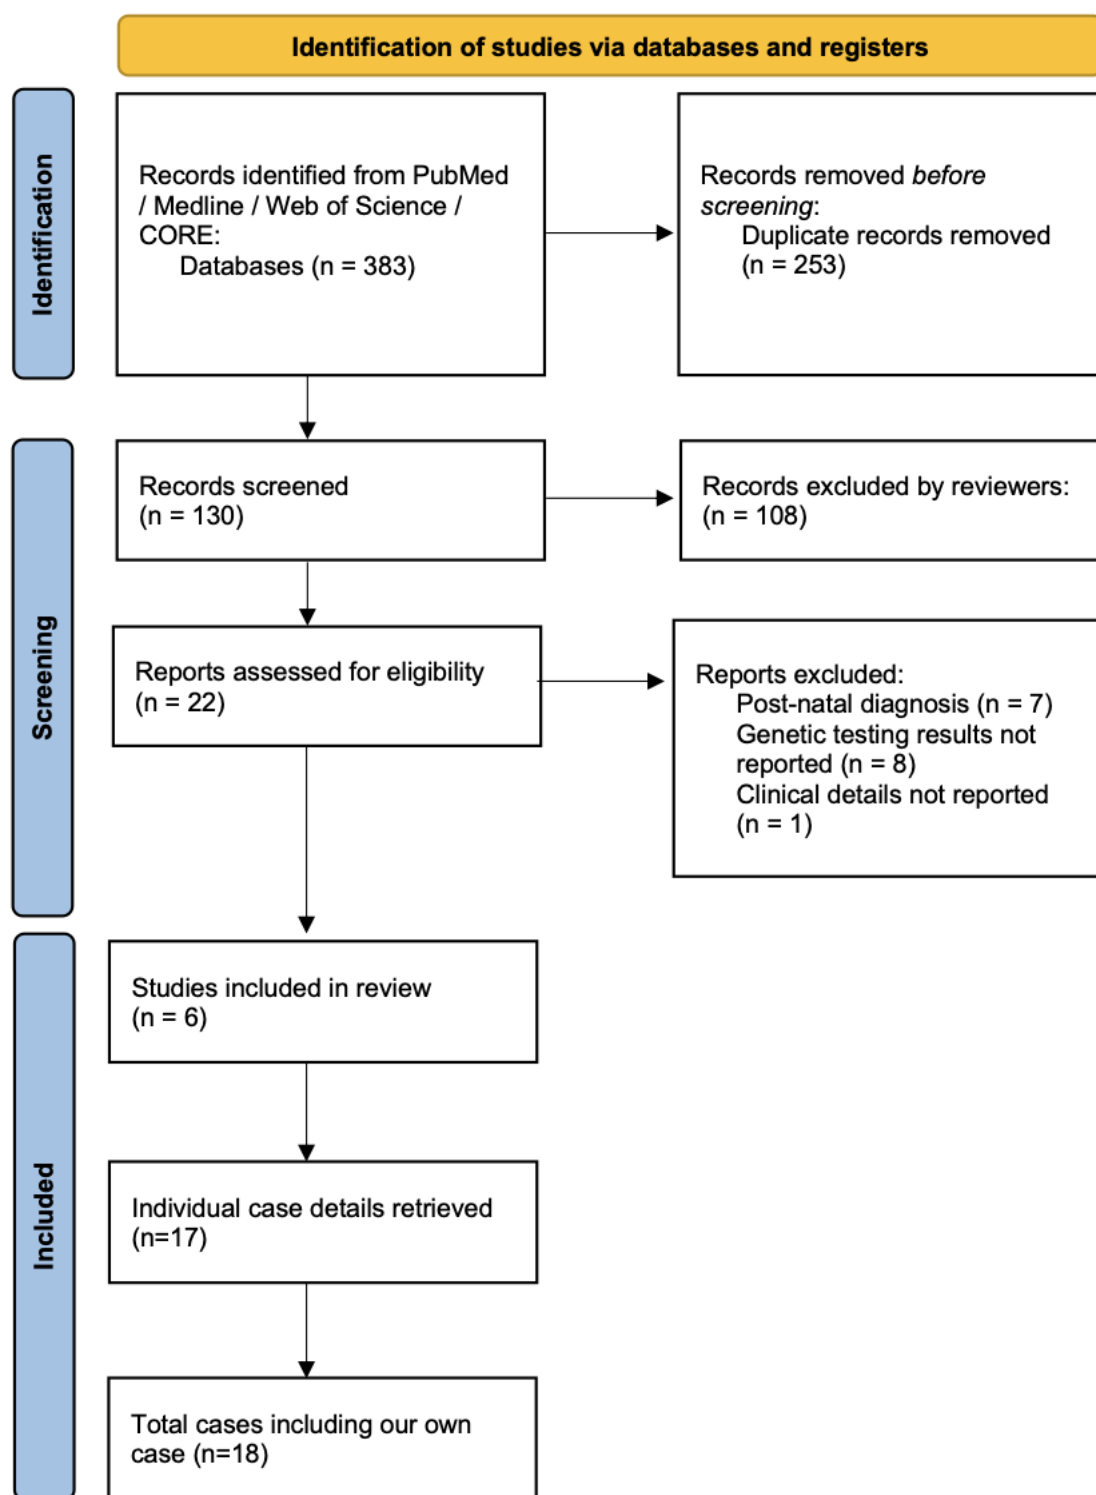 Identification of studies via databases and registers
Identification
Records identified from PubMed
/ Medline / Web of Science /
CORE:
Databases (n = 383)
Records removed before
screening:
Duplicate records removed
(n = 253)
Screening
Records screened
(n = 130)
Records excluded by reviewers:
(n = 108)
Reports assessed for eligibility
(n = 22)
Reports excluded:
Post-natal diagnosis (n = 7)
Genetic testing results not
reported (n = 8)
Clinical details not reported
(n = 1)
Included
Studies included in review
(n = 6)
Individual case details retrieved
(n=17)
Total cases including our own
case (n=18)